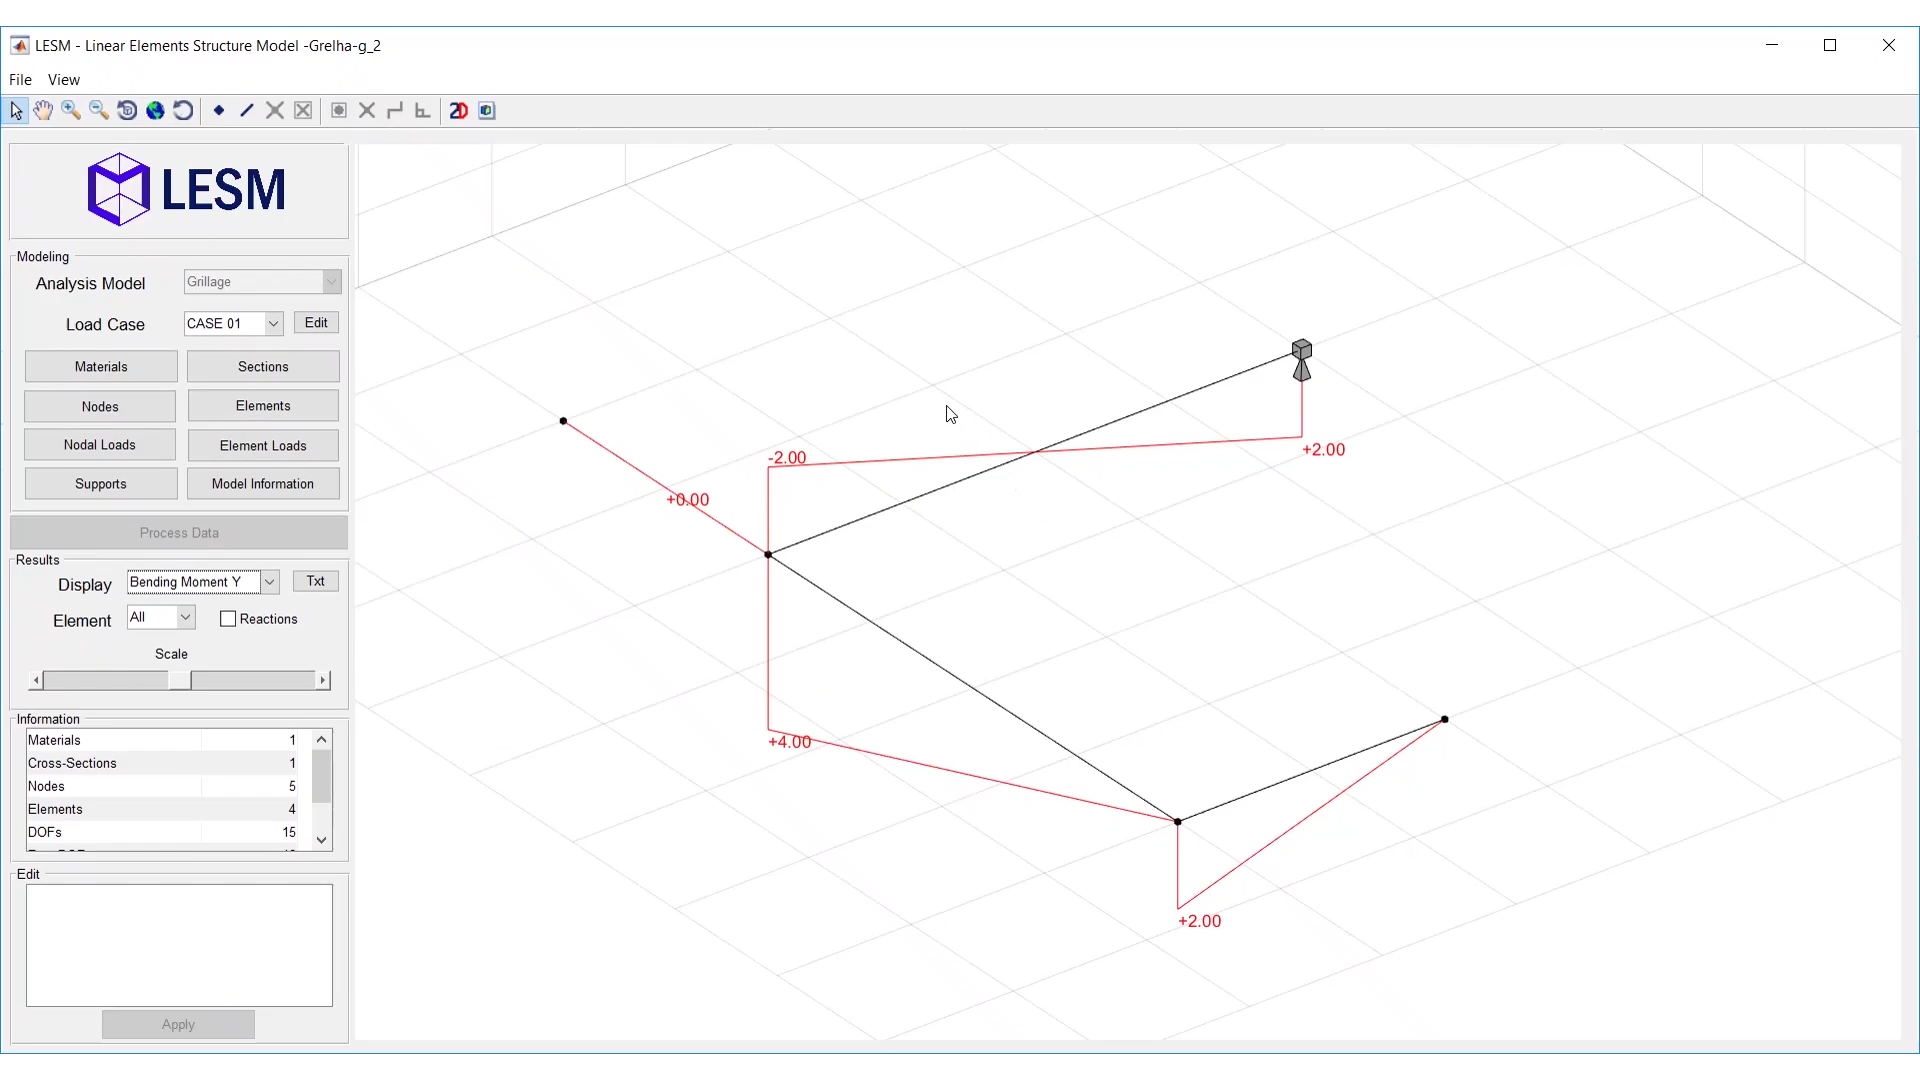 LESM - Linear Elements Structure Model -Grelha-g_2
File View
2D
LESM
Modeling
Analysis Model Grillage
Load Case CASE 01 Edit
Materials Sections
Nodes Elements
Nodal Loads Element Loads
Supports Model Information
Process Data
Results
Display Bending Moment Y Txt
Element All Reactions
Scale
Information
Materials 1
Cross-Sections 1
Nodes 5
Elements 4
DOFs 15
Edit
Apply
-2.00
+2.00
+0.00
+4.00
+2.00